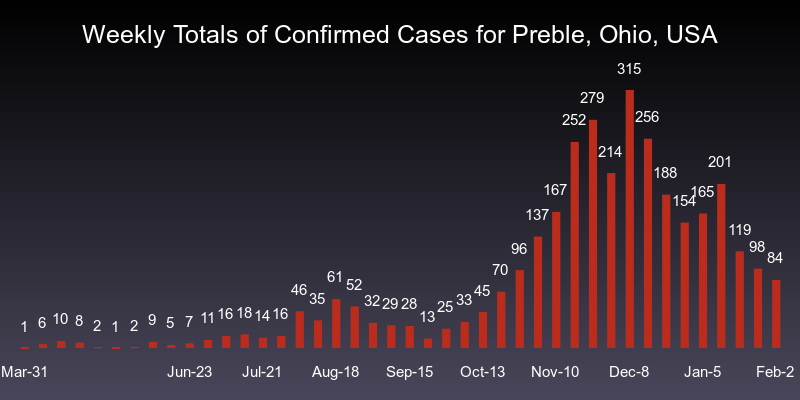 Weekly Totals of Confirmed Cases for Preble, Ohio, USA
1 6 10 8 2 1 2 9 5 7 11 16 18 14 16 46 35 61 52 32 29 28 13 25 33 45 70 96 137 167 252 279 214 315 256 188 154 165 201 119 98 84
Mar-31 Jun-23 Jul-21 Aug-18 Sep-15 Oct-13 Nov-10 Dec-8 Jan-5 Feb-2